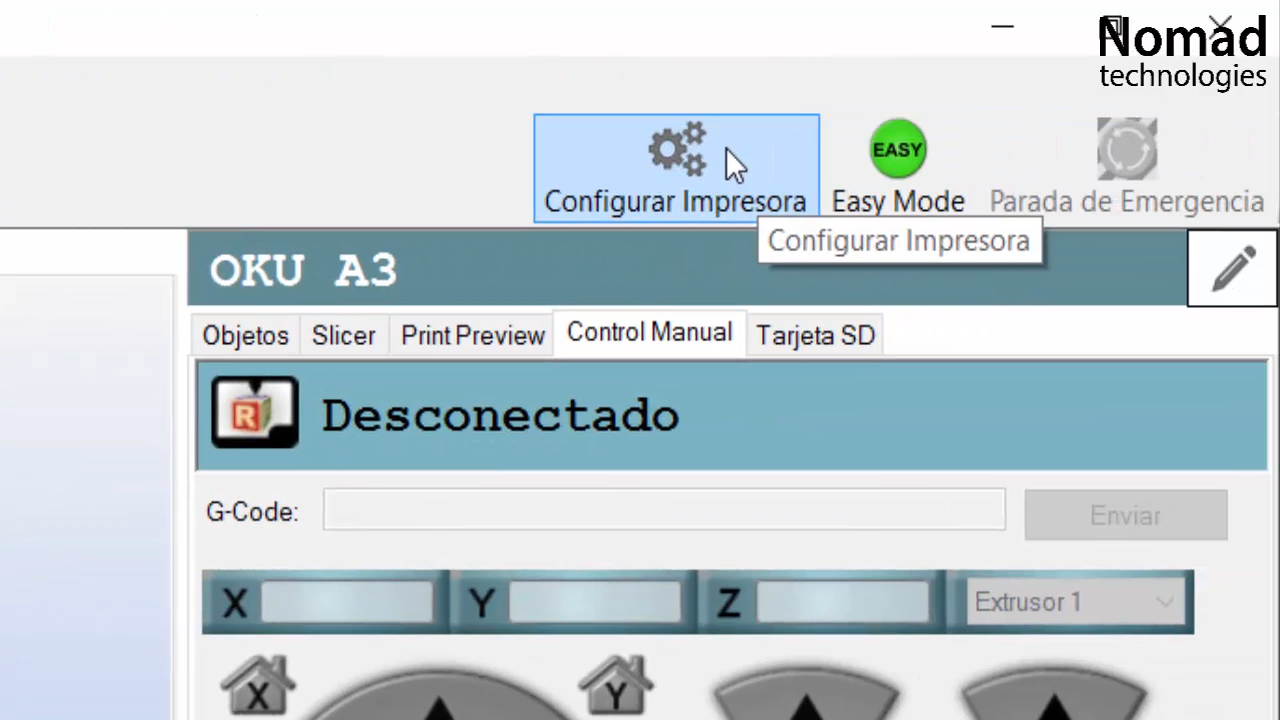 Nomad
technologies
Configurar Impresora
EASY
Easy Mode
Parada de Emergencia
Configurar Impresora
OKU A3
Objetos
Slicer
Print Preview
Control Manual
Tarjeta SD
R
Desconectado
G-Code:
Enviar
X
Y
Z
Extrusor 1
X
Y